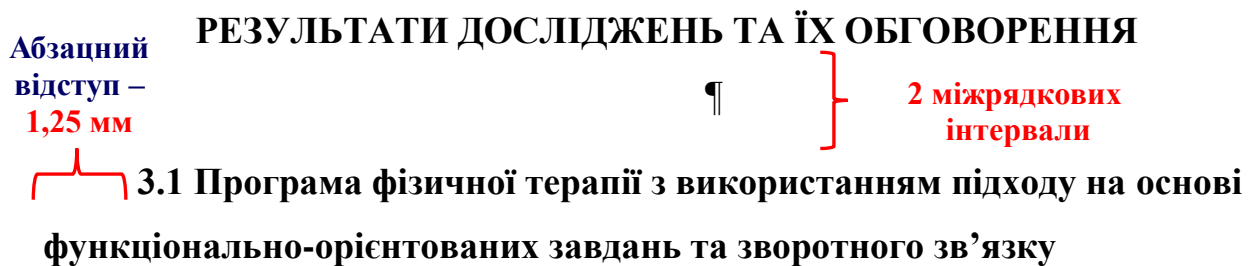 РЕЗУЛЬТАТИ ДОСЛІДЖЕНЬ ТА ЇХ ОБГОВОРЕННЯ
Абзацний
відступ –
1,25 мм
¶
2 міжрядкових
інтервали
3.1 Програма фізичної терапії з використанням підходу на основі
функціонально-орієнтованих завдань та зворотного зв’язку